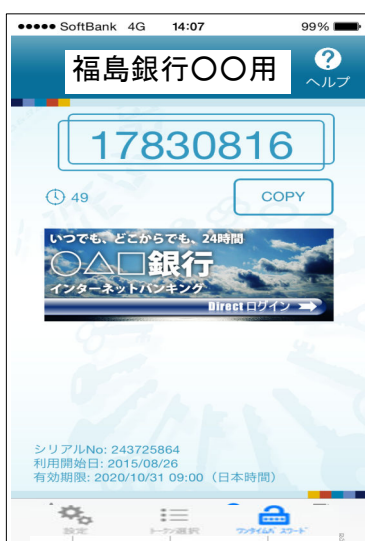 SoftBank 4G 14:07 99%
福島銀行〇〇用
?
ヘルプ
17830816
49
COPY
いつでも、どこからでも、24時間
〇△□銀行
インターネットバンキング
Directログイン
シリアルNo: 243725864
利用開始日: 2015/08/26
有効期限: 2020/10/31 09:00（日本時間）
設定 トークン選択 ワンタイムパスワード